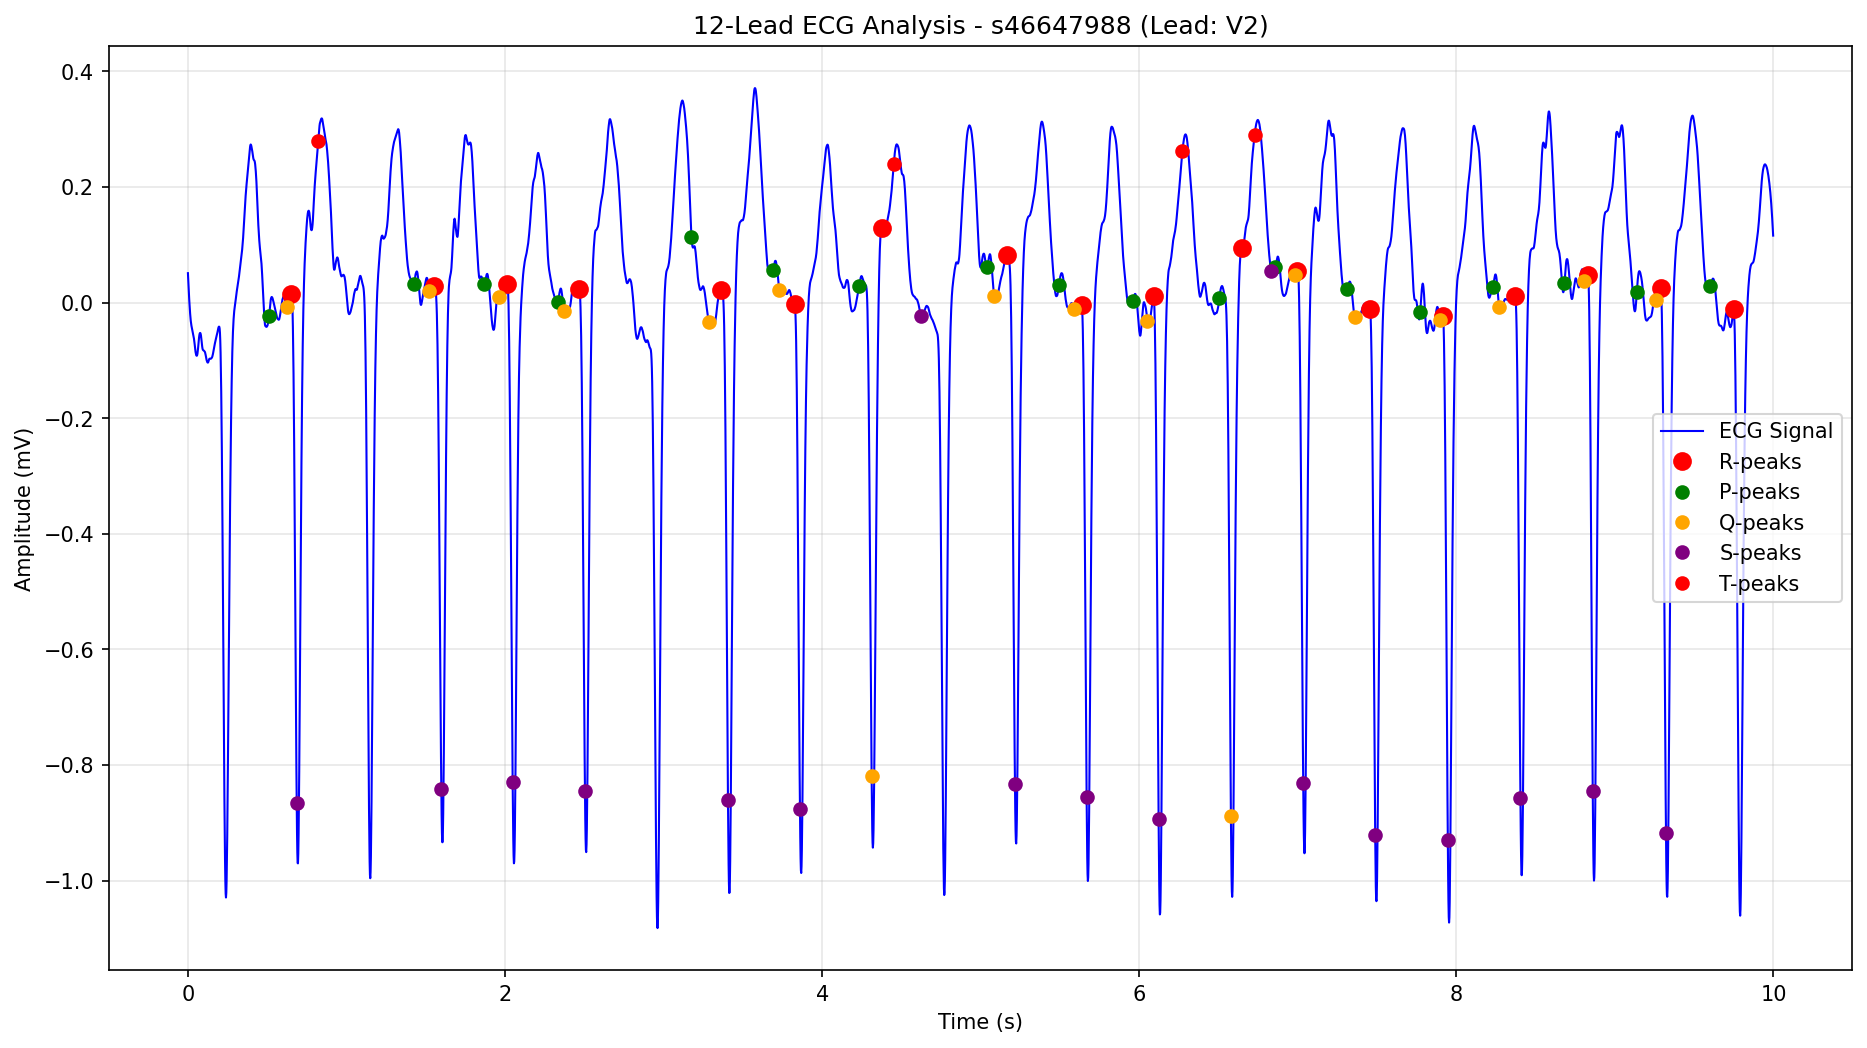 12-Lead ECG Analysis - s46647988 (Lead: V2)
Amplitude (mV)
0.4
0.2
0.0
−0.2
−0.4
−0.6
−0.8
−1.0
ECG Signal
R-peaks
P-peaks
Q-peaks
S-peaks
T-peaks
0 2 4 6 8 10
Time (s)